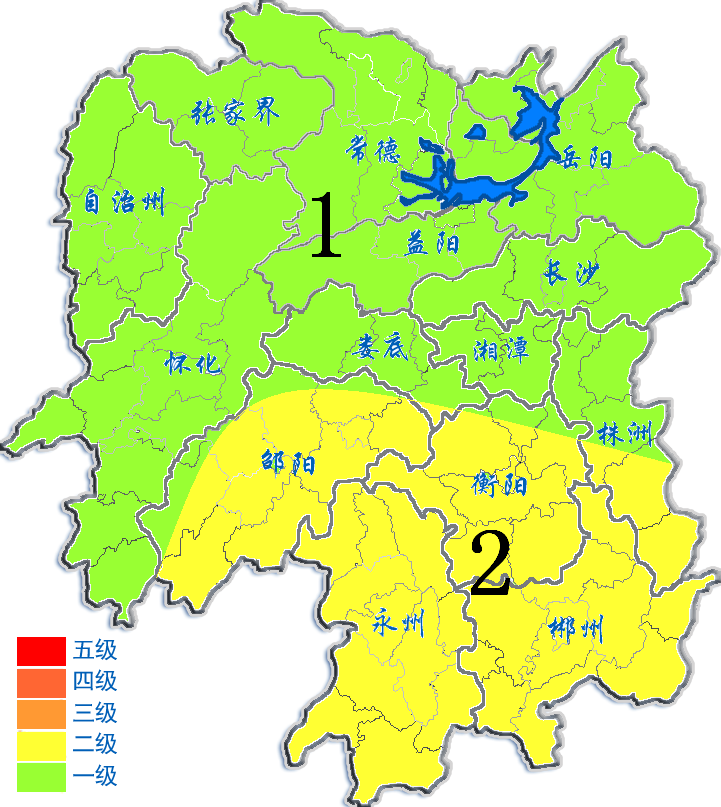 张家界
常德
岳阳
自治州
1
益阳
长沙
娄底
湘潭
怀化
株洲
邵阳
衡阳
2
永州
郴州
五级
四级
三级
二级
一级